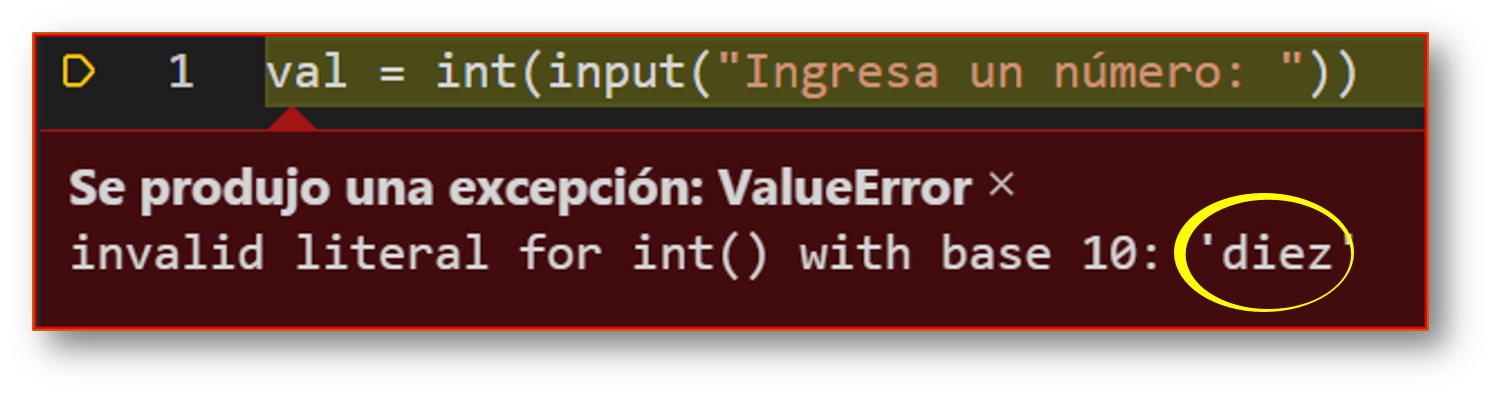 1 val = int(input("Ingresa un número: "))
Se produjo una excepción: ValueError ×
invalid literal for int() with base 10: 'diez'